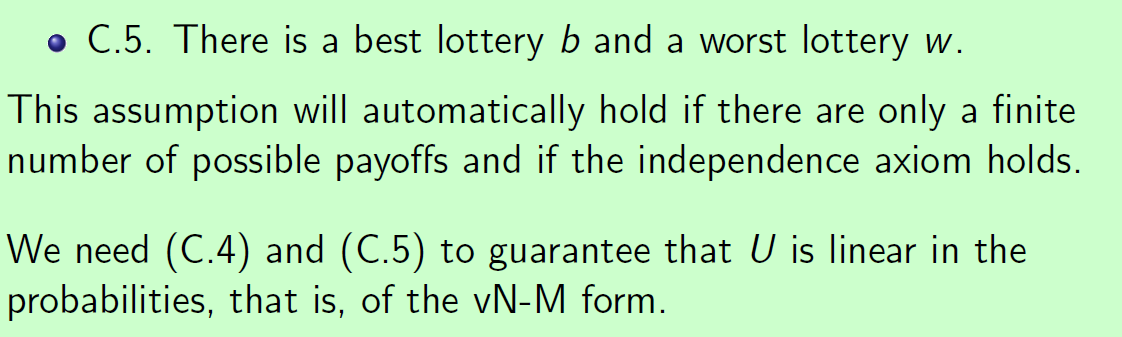 • C.5. There is a best lottery b and a worst lottery w.
This assumption will automatically hold if there are only a finite
number of possible payoffs and if the independence axiom holds.
We need (C.4) and (C.5) to guarantee that U is linear in the
probabilities, that is, of the vN-M form.